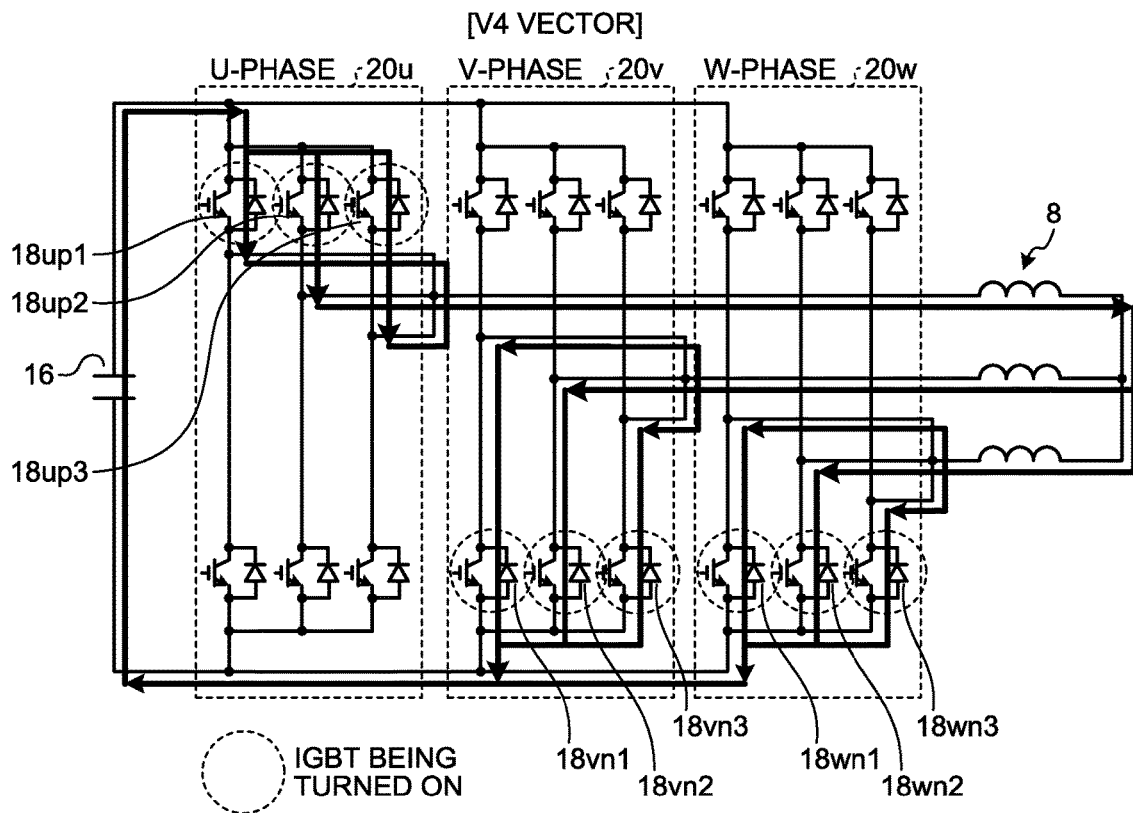 [V4 VECTOR]
U-PHASE 20u
V-PHASE 20v
W-PHASE 20w
18up1
18up2
16
18up3
8
18vn1
18vn2
18vn3
18wn1
18wn2
18wn3
IGBT BEING
TURNED ON